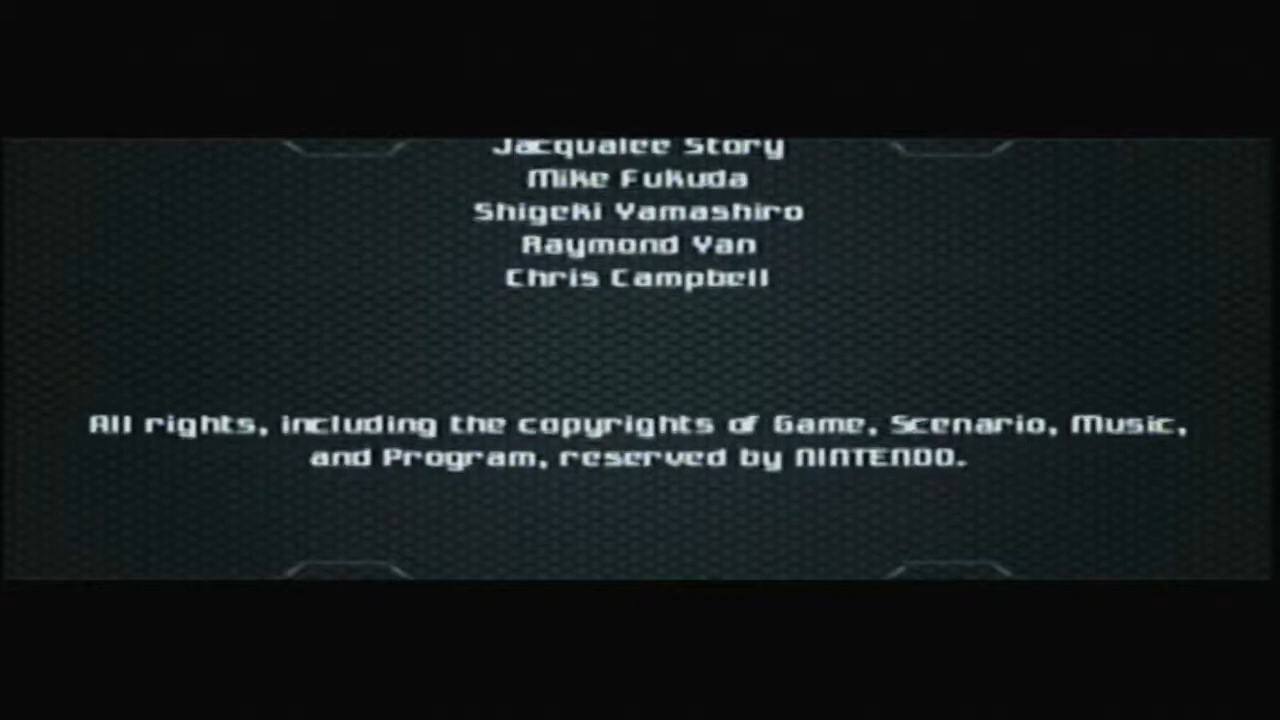 Jacqualee Story
Mike Fukuda
Shigeki Yamashiro
Raymond Yan
Chris Campbell
All rights, including the copyrights of Game, Scenario, Music,
and Program, reserved by NINTENDO.